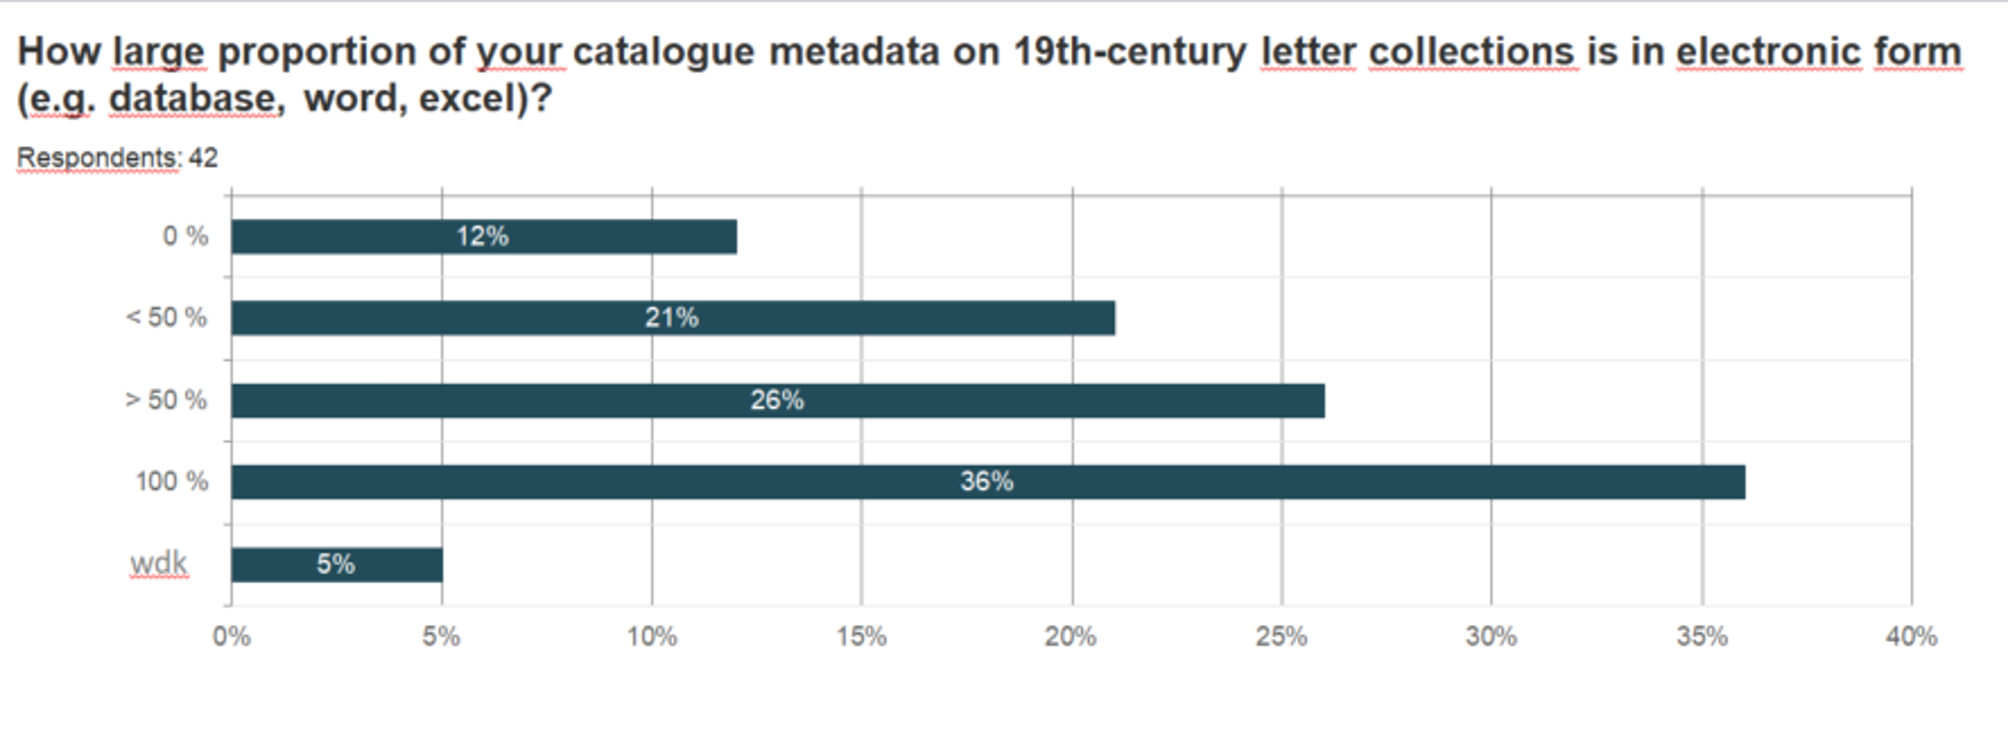 How large proportion of your catalogue metadata on 19th-century letter collections is in electronic form
(e.g. database, word, excel)?
Respondents: 42
0 % 12%
< 50 % 21%
> 50 % 26%
100 % 36%
wdk 5%
0% 5% 10% 15% 20% 25% 30% 35% 40%